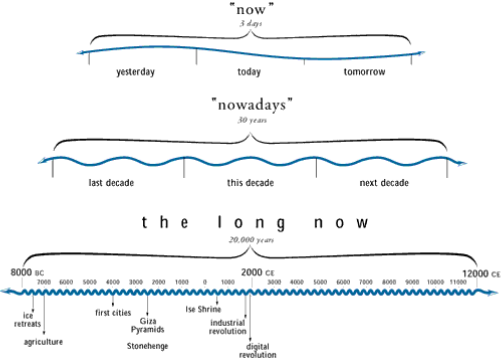 "now"
3 days
yesterday today tomorrow
"nowadays"
30 years
last decade this decade next decade
the long now
20,000 years
8000 BC 2000 CE 12000 CE
7000 6000 5000 4000 3000 2000 1000 0 1000 3000 4000 5000 6000 7000 8000 9000 10000 11000
ice
retreats
agriculture
first cities
Giza
Pyramids
Stonehenge
Ise Shrine
industrial
revolution
digital
revolution